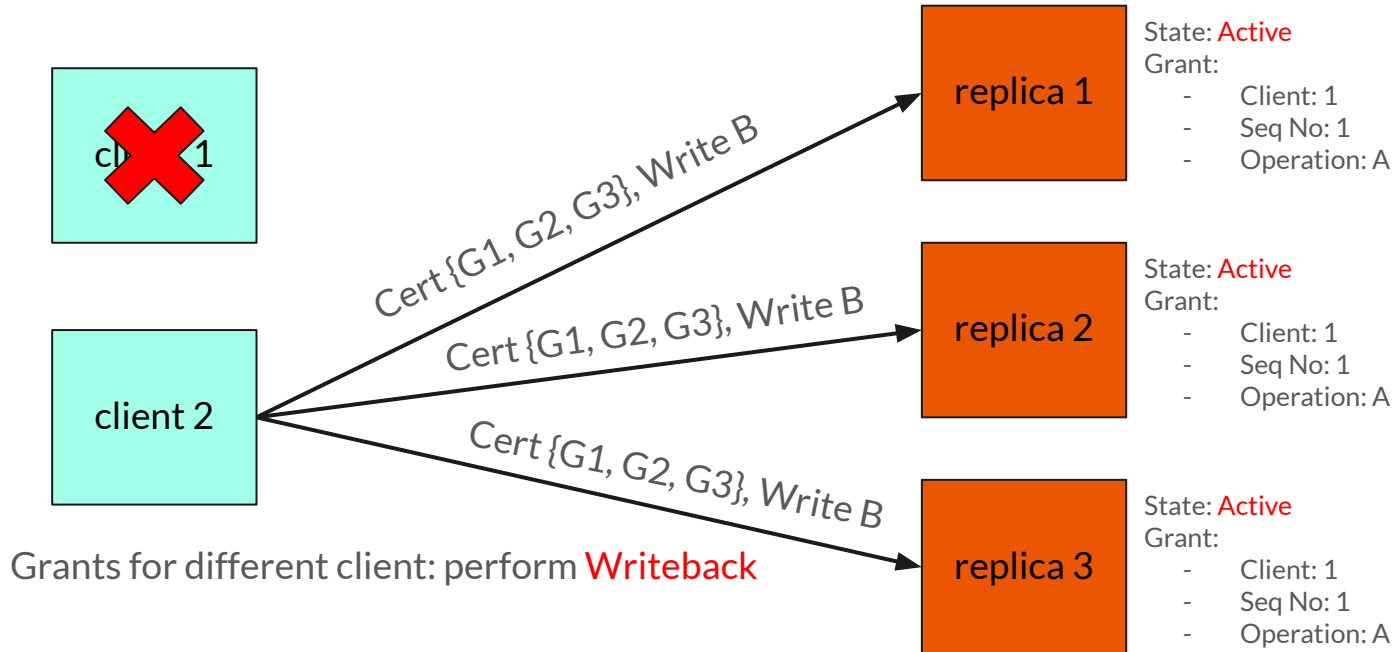 cl 1
client 2
Cert {G1, G2, G3}, Write B
Cert {G1, G2, G3}, Write B
Cert {G1, G2, G3}, Write B
Grants for different client: perform Writeback
replica 1
State: Active
Grant:
- Client: 1
- Seq No: 1
- Operation: A
replica 2
State: Active
Grant:
- Client: 1
- Seq No: 1
- Operation: A
replica 3
State: Active
Grant:
- Client: 1
- Seq No: 1
- Operation: A